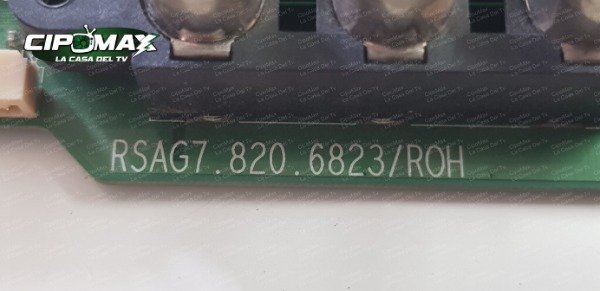 CIPOMAX
LA CASA DEL TV
RSAG7.820.6823/ROH